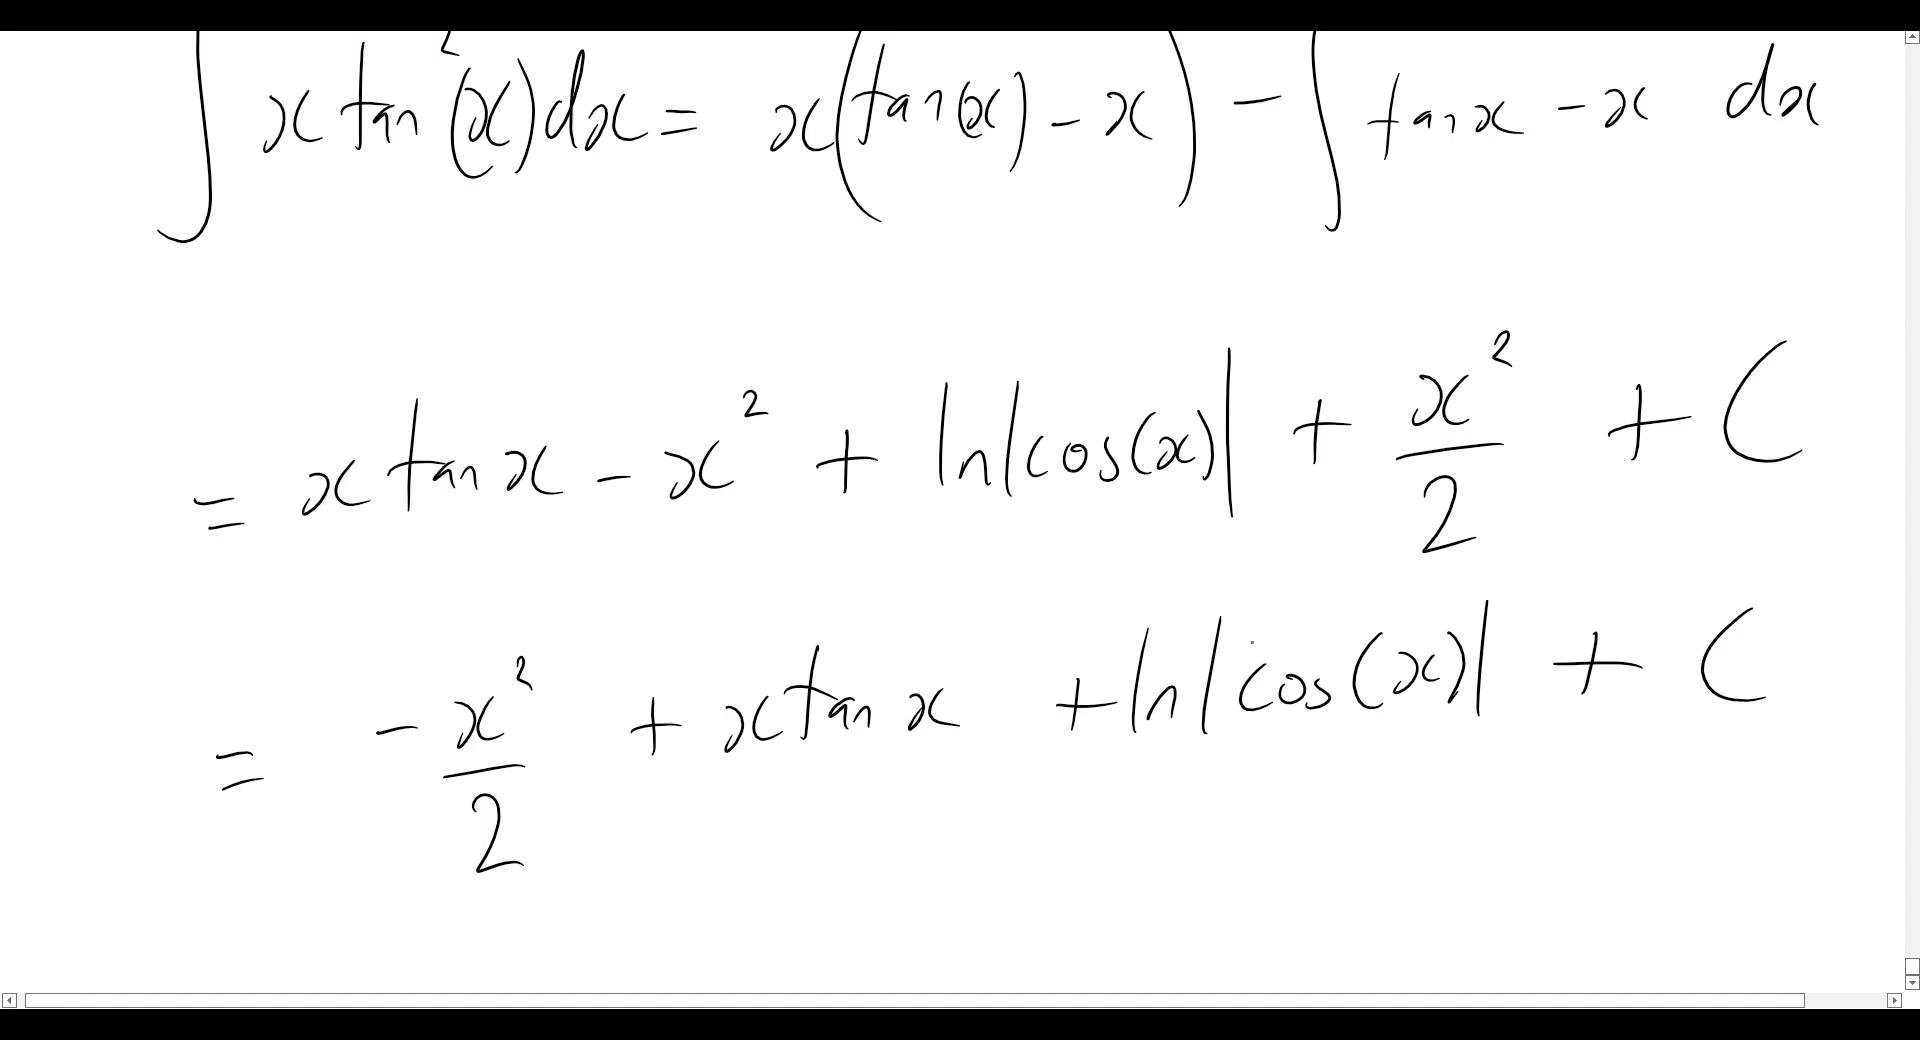 ∫ x tan²(x) dx = x(tan(x) - x) - ∫ tan x - x dx
= x tan x - x² + ln|cos(x)| + x²/2 + C
= -x²/2 + x tan x + ln|cos(x)| + C